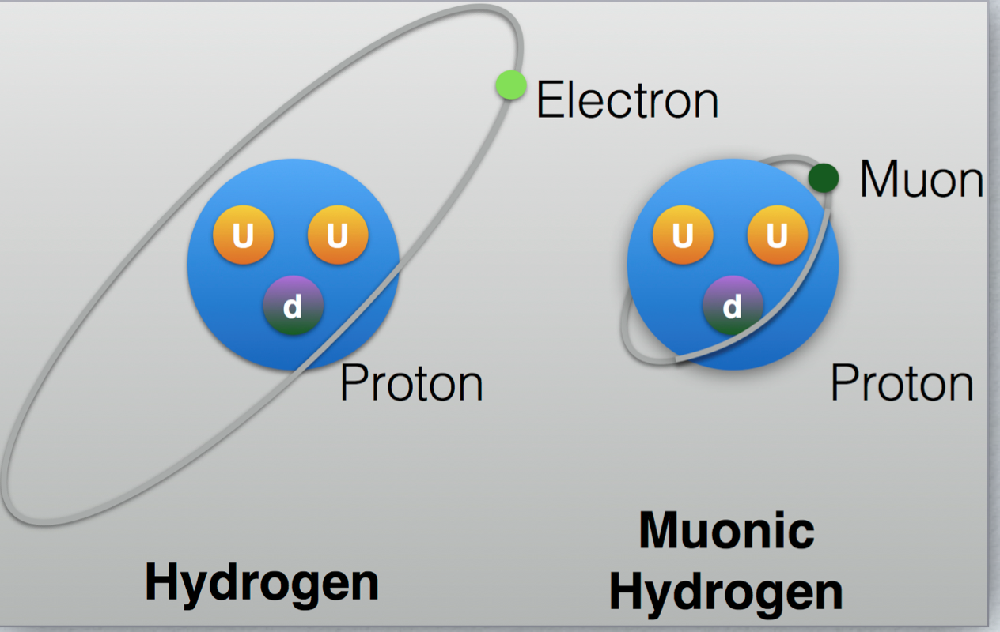 Electron
Muon
U U
d
Proton
U U
d
Proton
Hydrogen
Muonic
Hydrogen